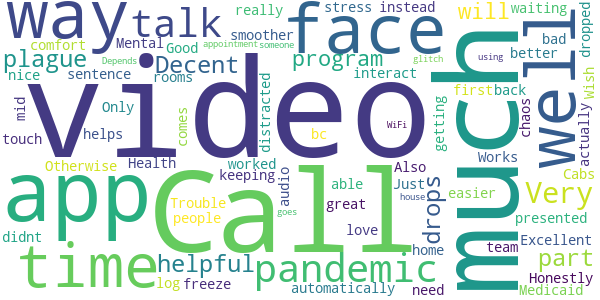 way talk face stress instead will waiting
really
comfort Mental Good smoother appointment someone
plague Depends Decent program bad
nice sentence rooms interact better
video much well
mid Only helps distracted getting first back
touch comes bc WiFi using glitch
Health worked able Also Works chaos
Otherwise keeping audio Just easier
app Call drops Very
Trouble people great house presented
didnt love home team Excellent
time log helpful goes pandemic part
freeze automatically need Honestly
Medicaid
dropped
Wish
actually
Cabs